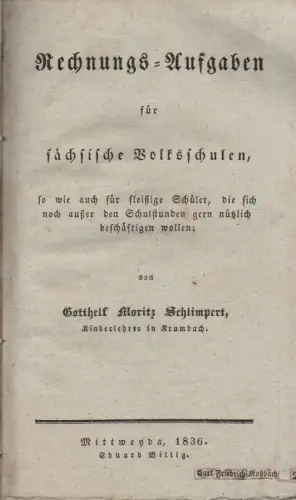 Rechnungs-Aufgaben
für
sächsische Volksschulen,
so wie auch für fleißige Schüler, die sich
noch außer den Schulstunden gern nützlich
beschäftigen wollen;
von
Gotthelf Moritz Schlimpert,
Kinderlehrer in Krumbach.
Mittweyda, 1836.
Eduard Billig.
Carl Friedrich Roßbach